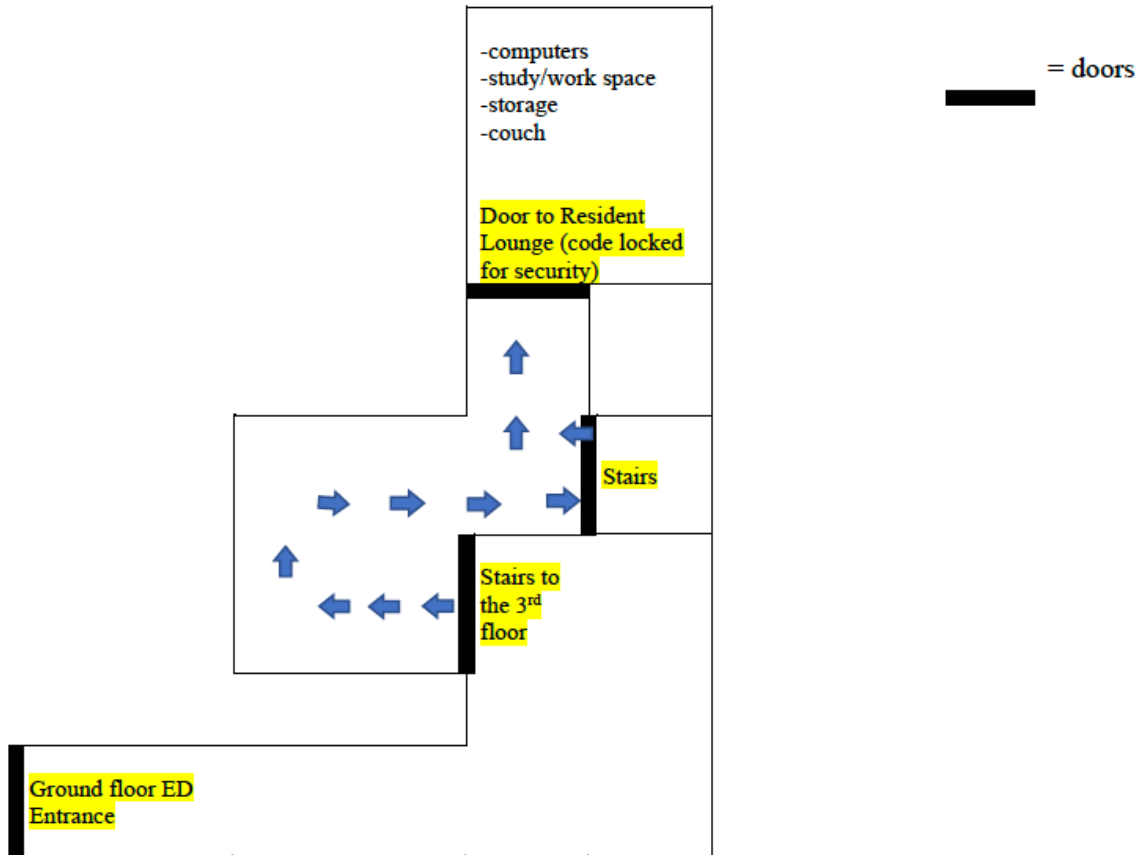 -computers
-study/work space
-storage
-couch
= doors
Door to Resident
Lounge (code locked
for security)
Stairs
Stairs to
the 3rd
floor
Ground floor ED
Entrance